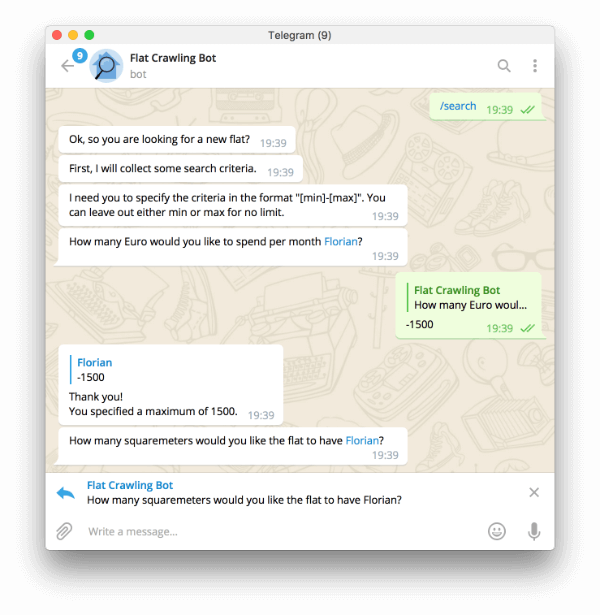 Telegram (9)
9
Flat Crawling Bot
bot
/search
19:39
Ok, so you are looking for a new flat?
19:39
First, I will collect some search criteria.
19:39
I need you to specify the criteria in the format "[min]-[max]". You
can leave out either min or max for no limit.
19:39
How many Euro would you like to spend per month Florian?
19:39
Flat Crawling Bot
How many Euro woul...
-1500
19:39
Florian
-1500
Thank you!
You specified a maximum of 1500.
19:39
How many squaremeters would you like the flat to have Florian?
19:39
Flat Crawling Bot
How many squaremeters would you like the flat to have Florian?
Write a message...